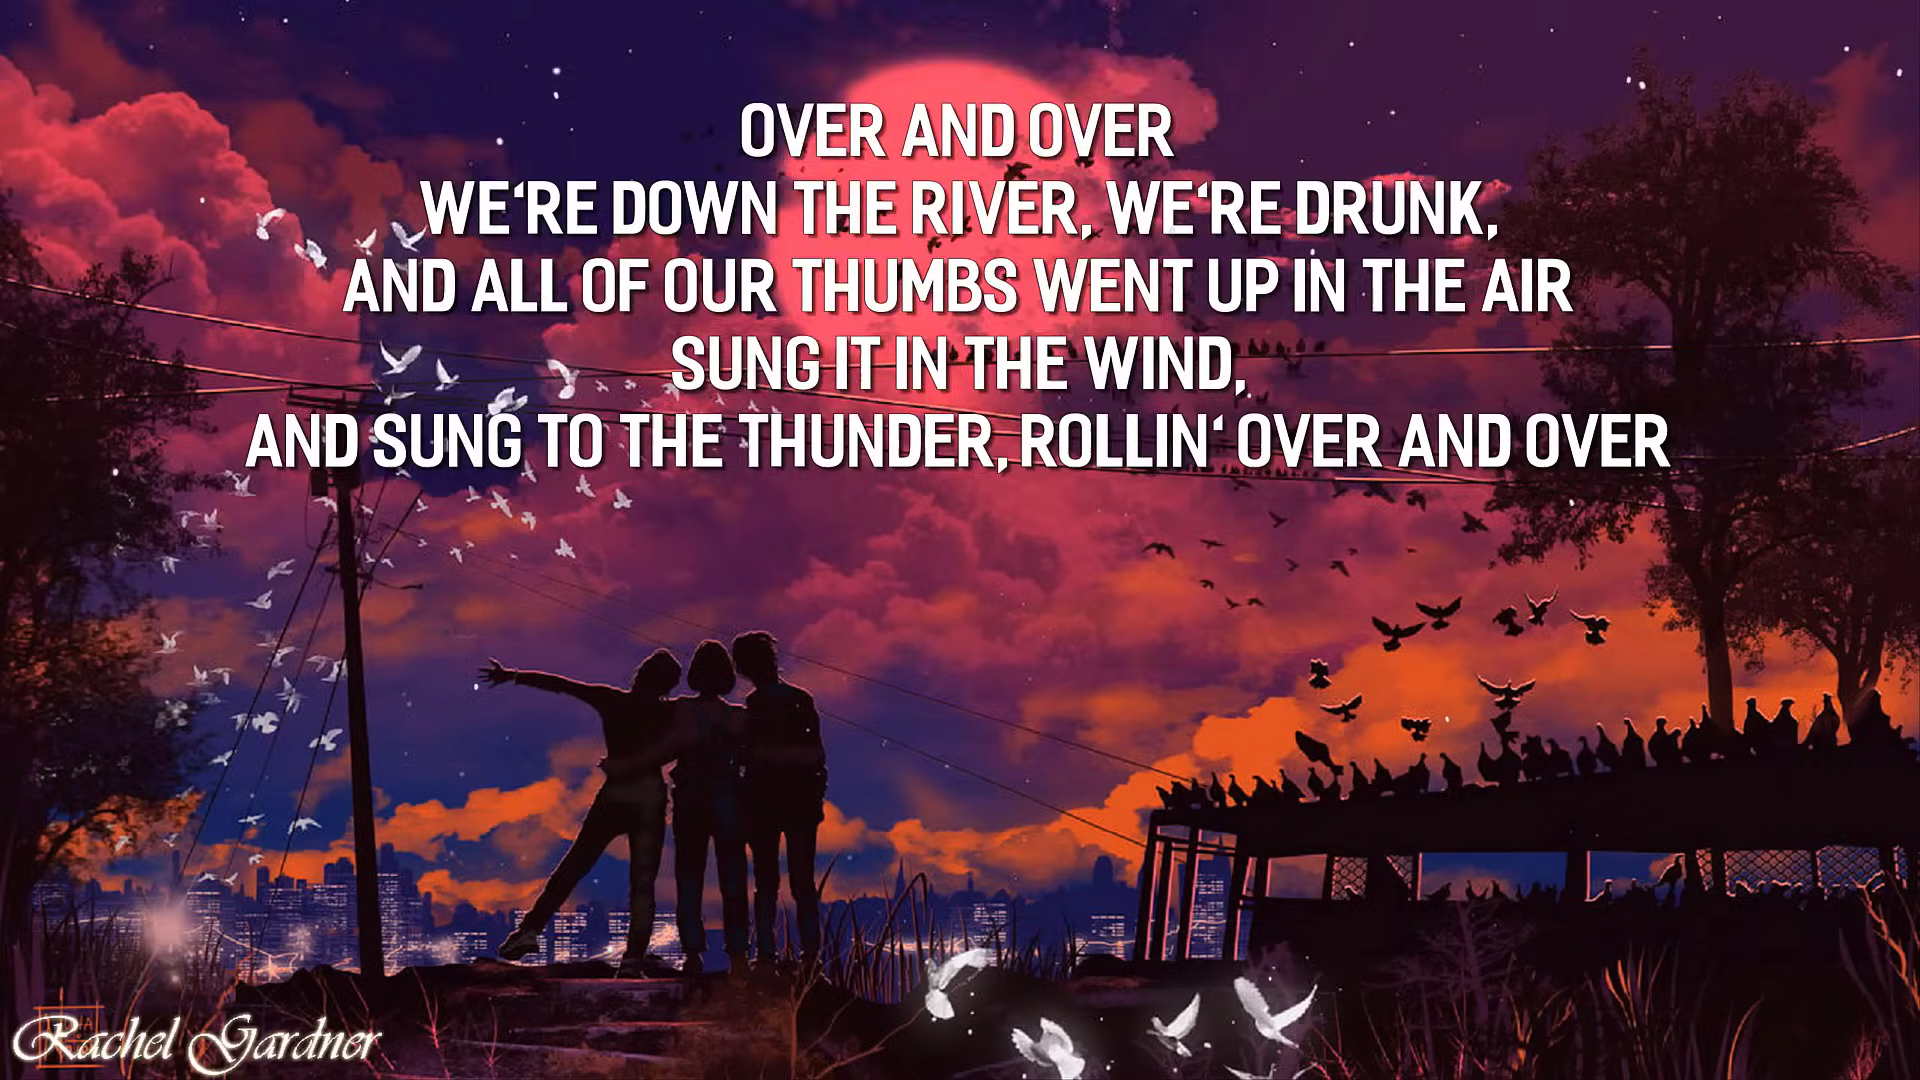 OVER AND OVER
WE‘RE DOWN THE RIVER, WE‘RE DRUNK,
AND ALL OF OUR THUMBS WENT UP IN THE AIR
SUNG IT IN THE WIND,
AND SUNG TO THE THUNDER, ROLLIN‘ OVER AND OVER
Rachel Gardner